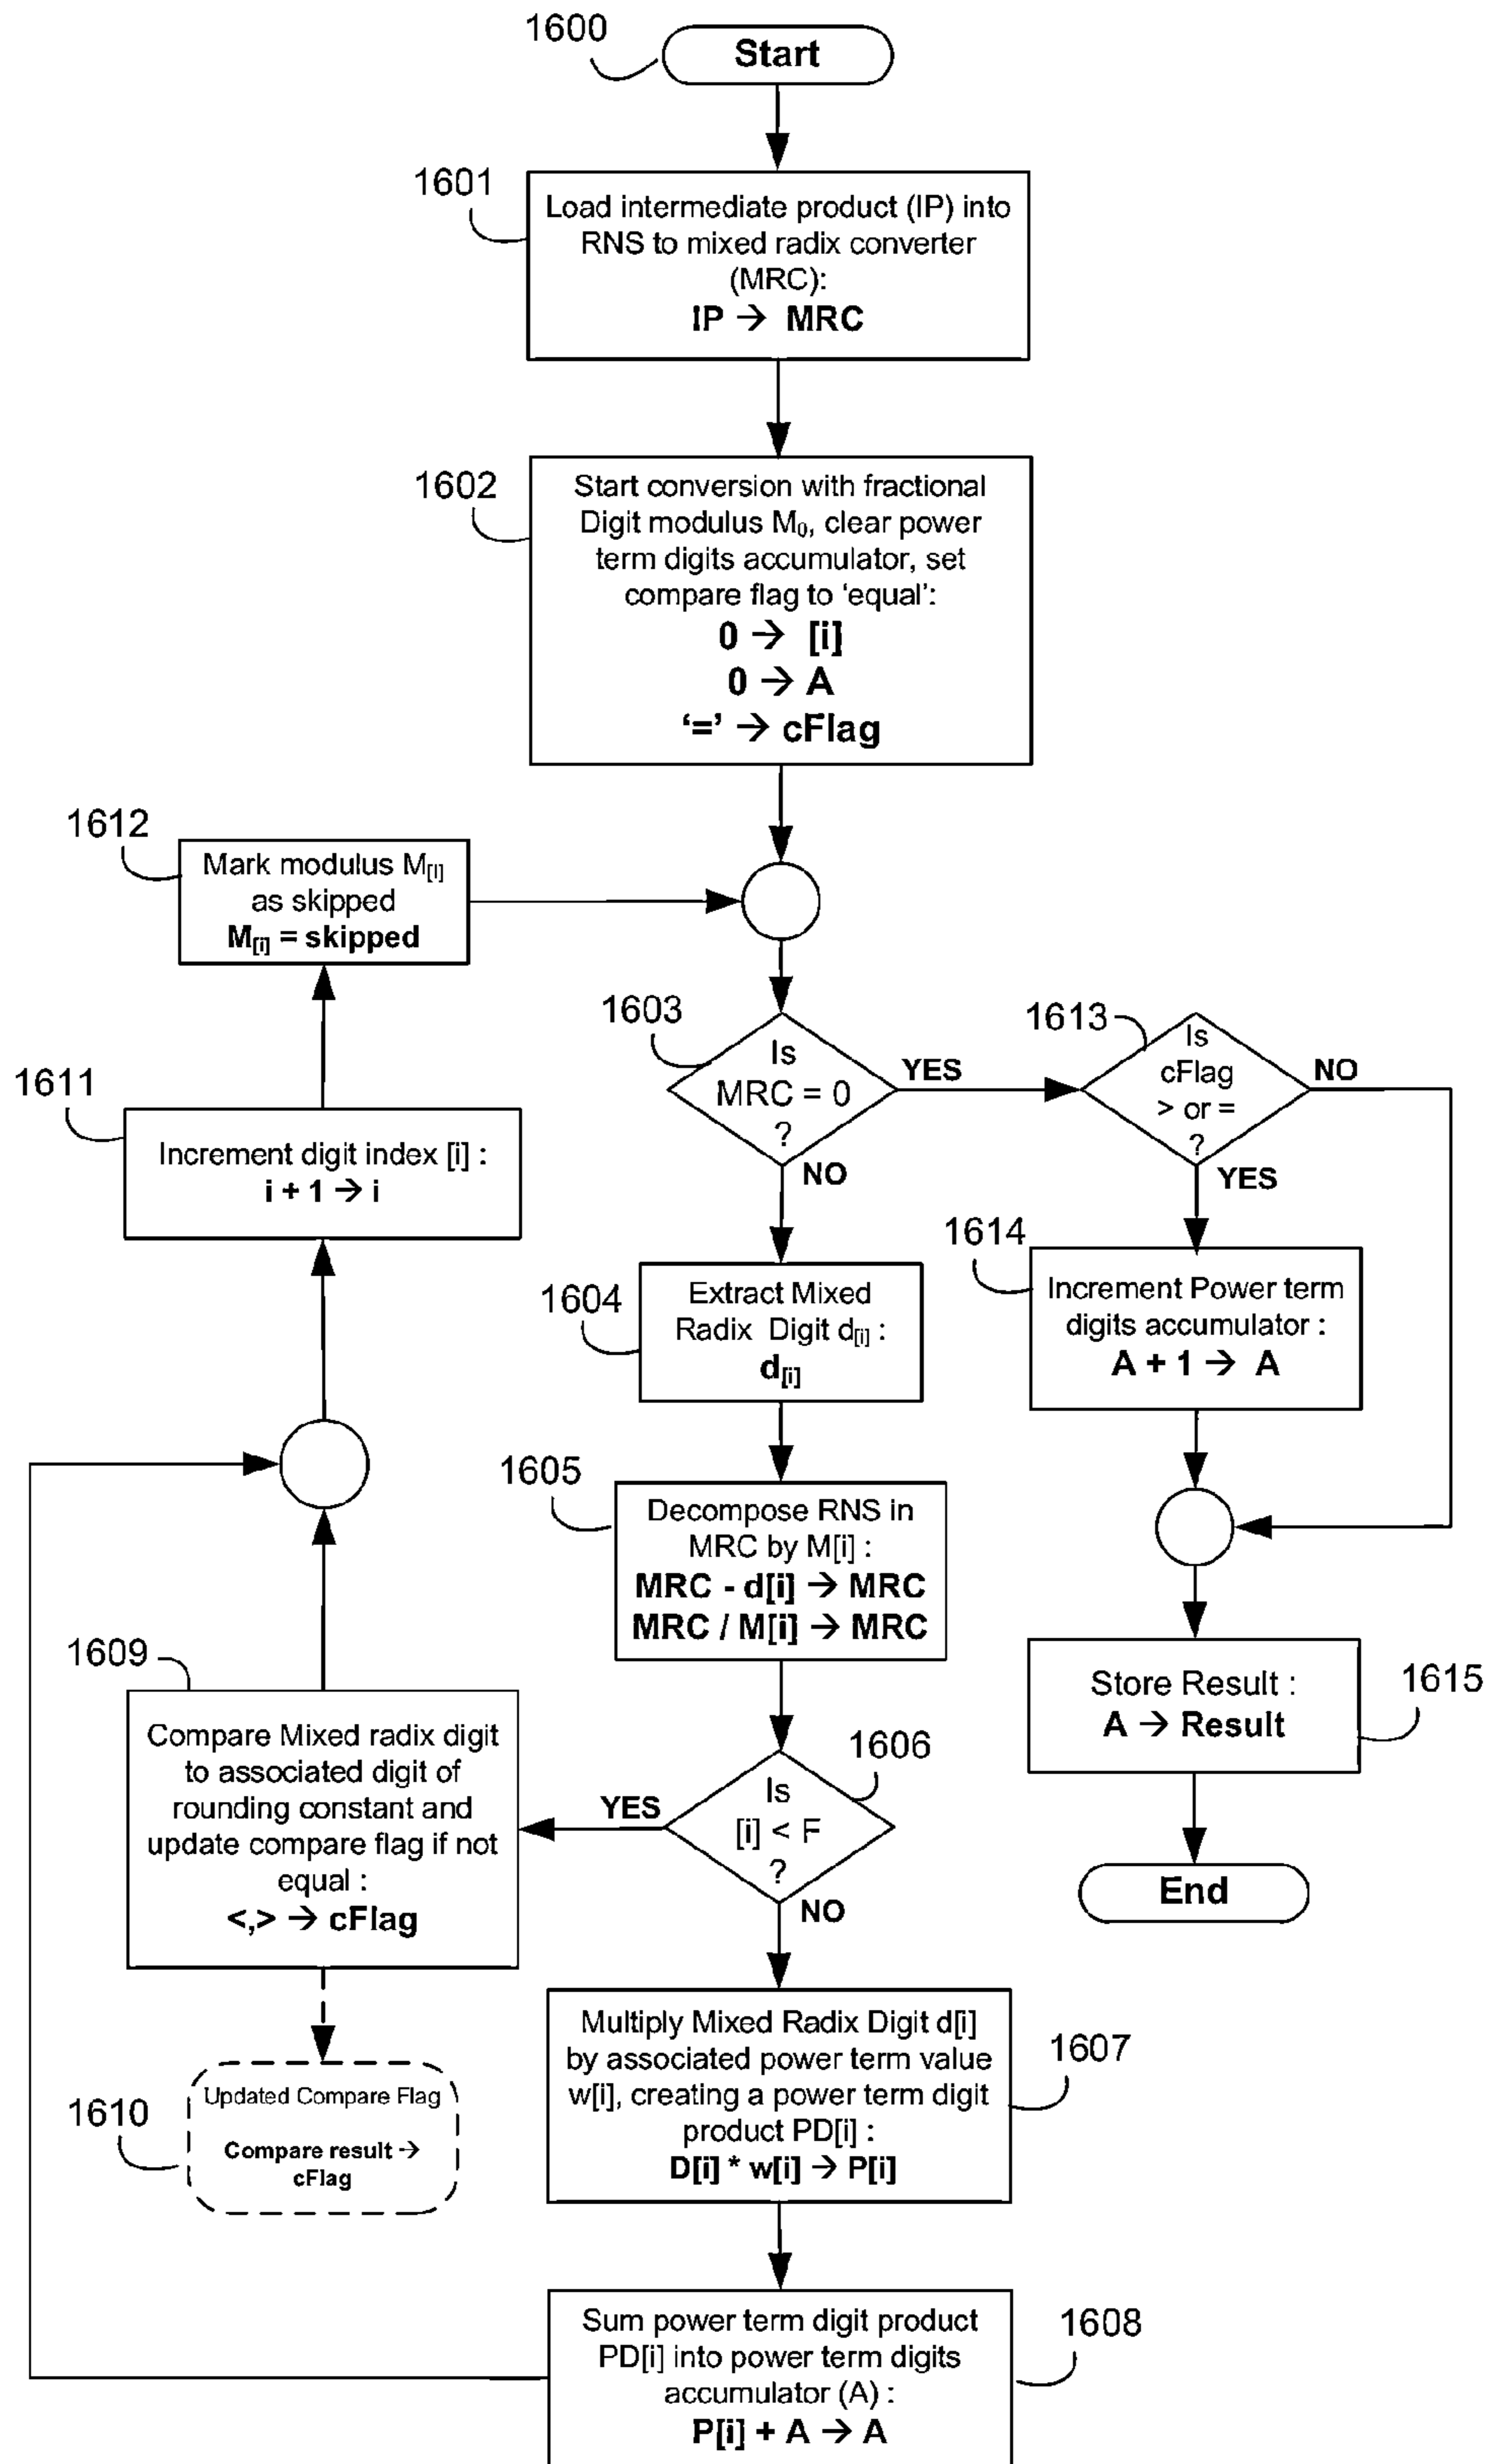 1600
Start
1601
Load intermediate product (IP) into
RNS to mixed radix converter
(MRC):
IP → MRC
1602
Start conversion with fractional
Digit modulus M₀, clear power
term digits accumulator, set
compare flag to ‘equal’:
0 → [i]
0 → A
‘=’ → cFlag
1612
Mark modulus M[i]
as skipped
M[i] = skipped
1603
Is
MRC = 0
?
YES
NO
1613
Is
cFlag
> or =
?
NO
YES
1611
Increment digit index [i] :
i + 1 → i
1604
Extract Mixed
Radix Digit d[i] :
d[i]
1614
Increment Power term
digits accumulator :
A + 1 → A
1605
Decompose RNS in
MRC by M[i] :
MRC - d[i] → MRC
MRC / M[i] → MRC
1609
Compare Mixed radix digit
to associated digit of
rounding constant and
update compare flag if not
equal :
<,> → cFlag
1615
Store Result :
A → Result
1606
Is
[i] < F
?
YES
NO
End
1610
Updated Compare Flag
Compare result →
cFlag
1607
Multiply Mixed Radix Digit d[i]
by associated power term value
w[i], creating a power term digit
product PD[i] :
D[i] * w[i] → P[i]
1608
Sum power term digit product
PD[i] into power term digits
accumulator (A) :
P[i] + A → A